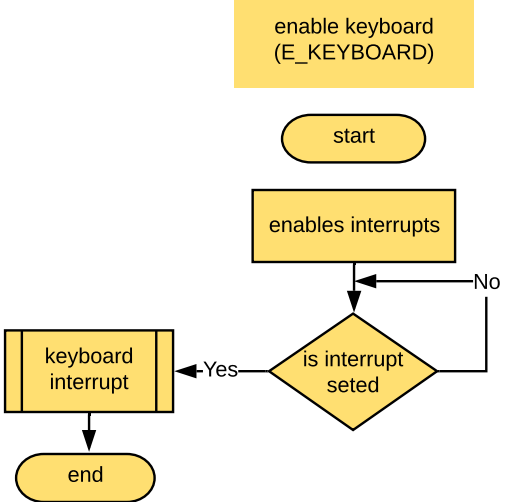 enable keyboard
(E_KEYBOARD)
start
enables interrupts
No
is interrupt
seted
Yes
keyboard
interrupt
end